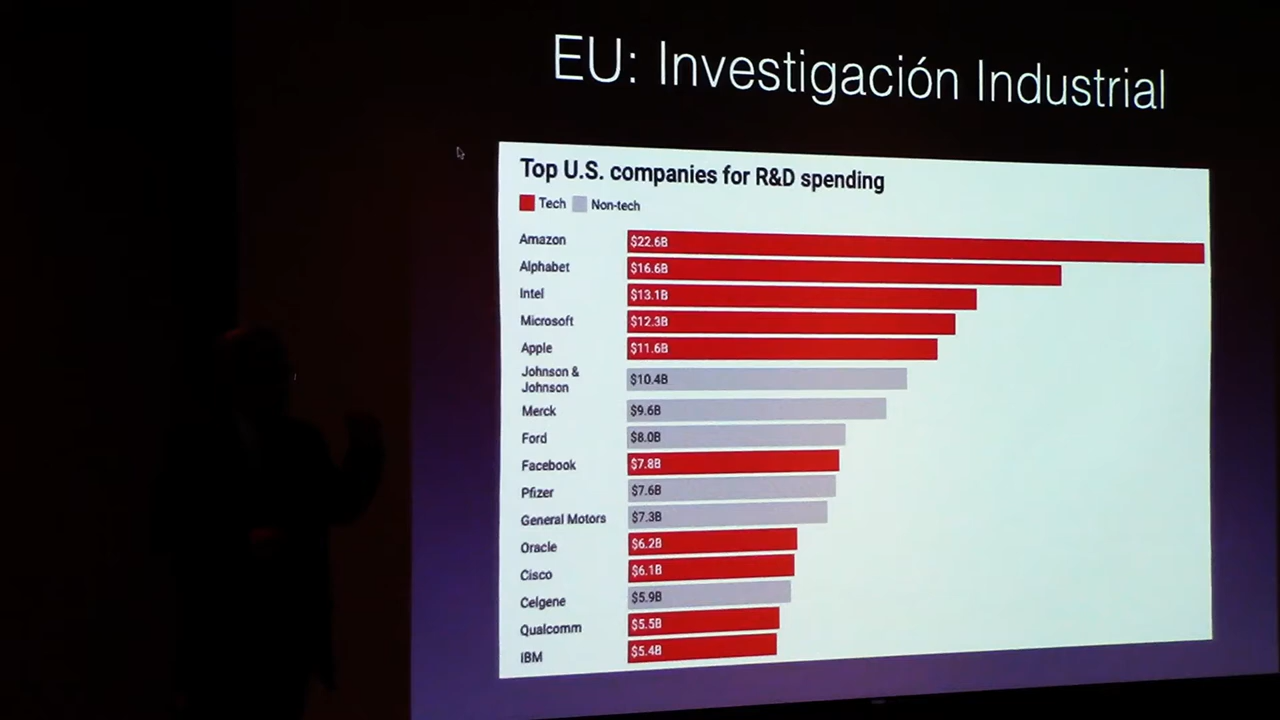 EU: Investigación Industrial
Top U.S. companies for R&D spending
Tech Non-tech
Amazon $22.6B
Alphabet $16.6B
Intel $13.1B
Microsoft $12.3B
Apple $11.6B
Johnson &
Johnson $10.4B
Merck $9.6B
Ford $8.0B
Facebook $7.8B
Pfizer $7.6B
General Motors $7.3B
Oracle $6.2B
Cisco $6.1B
Celgene $5.9B
Qualcomm $5.5B
IBM $5.4B